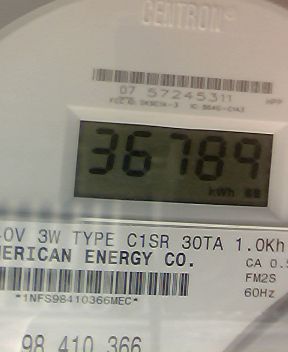 CENTRON®
07 57245311
36789
kWh
0V 3W TYPE C1SR 30TA 1.0Kh
ERICAN ENERGY CO.
CA 0.5
FM2S
*1NFS98410366MEC*
60Hz
98 410 366